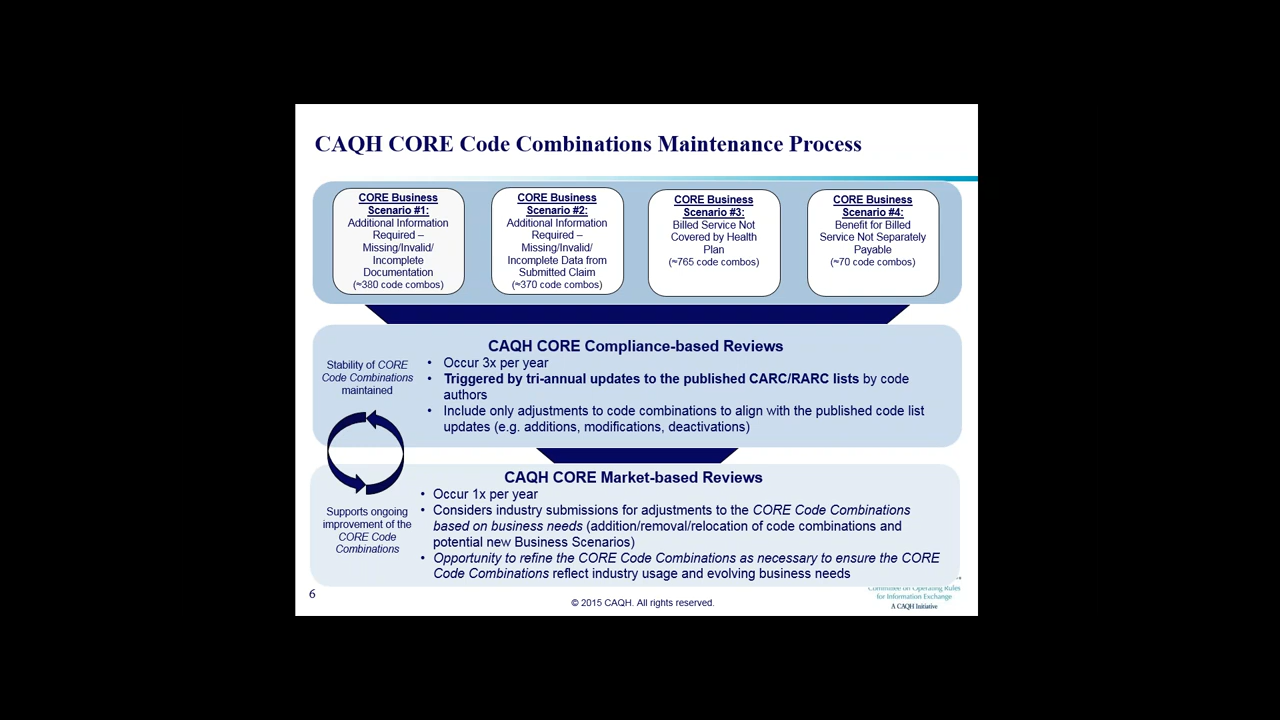 CAQH CORE Code Combinations Maintenance Process
CORE Business
Scenario #1:
Additional Information
Required –
Missing/Invalid/
Incomplete
Documentation
(≈380 code combos)
CORE Business
Scenario #2:
Additional Information
Required –
Missing/Invalid/
Incomplete Data from
Submitted Claim
(≈370 code combos)
CORE Business
Scenario #3:
Billed Service Not
Covered by Health
Plan
(≈765 code combos)
CORE Business
Scenario #4:
Benefit for Billed
Service Not Separately
Payable
(≈70 code combos)
CAQH CORE Compliance-based Reviews
• Occur 3x per year
• Triggered by tri-annual updates to the published CARC/RARC lists by code
authors
• Include only adjustments to code combinations to align with the published code list
updates (e.g. additions, modifications, deactivations)
Stability of CORE
Code Combinations
maintained
CAQH CORE Market-based Reviews
• Occur 1x per year
• Considers industry submissions for adjustments to the CORE Code Combinations
based on business needs (addition/removal/relocation of code combinations and
potential new Business Scenarios)
• Opportunity to refine the CORE Code Combinations as necessary to ensure the CORE
Code Combinations reflect industry usage and evolving business needs
Supports ongoing
improvement of the
CORE Code
Combinations
6
© 2015 CAQH. All rights reserved.
Committee on Operating Rules
for Information Exchange
A CAQH Initiative